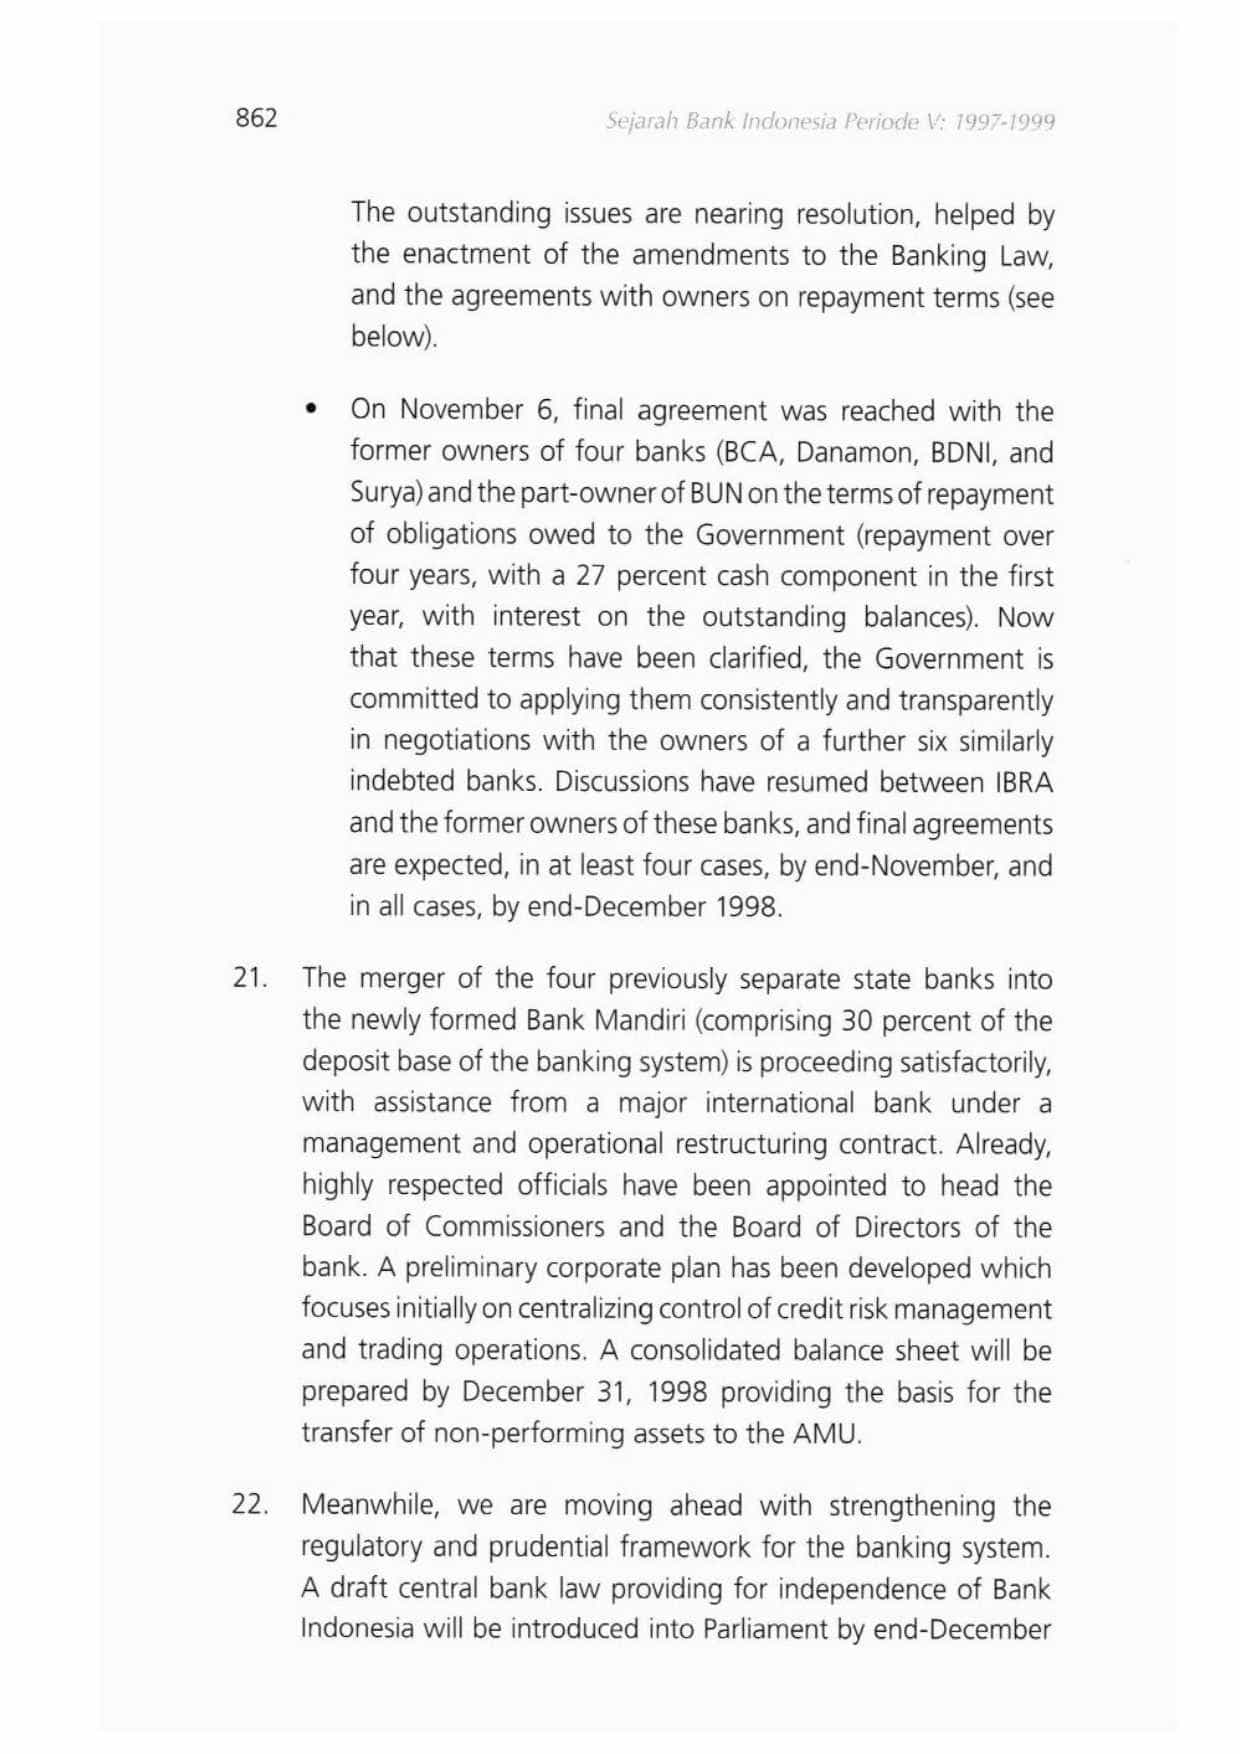 862
Sejarah Bank Indonesia Periode V: 1997-1999
The outstanding issues are nearing resolution, helped by
the enactment of the amendments to the Banking Law,
and the agreements with owners on repayment terms (see
below).
• On November 6, final agreement was reached with the
former owners of four banks (BCA, Danamon, BDNI, and
Surya) and the part-owner of BUN on the terms of repayment
of obligations owed to the Government (repayment over
four years, with a 27 percent cash component in the first
year, with interest on the outstanding balances). Now
that these terms have been clarified, the Government is
committed to applying them consistently and transparently
in negotiations with the owners of a further six similarly
indebted banks. Discussions have resumed between IBRA
and the former owners of these banks, and final agreements
are expected, in at least four cases, by end-November, and
in all cases, by end-December 1998.
21. The merger of the four previously separate state banks into
the newly formed Bank Mandiri (comprising 30 percent of the
deposit base of the banking system) is proceeding satisfactorily,
with assistance from a major international bank under a
management and operational restructuring contract. Already,
highly respected officials have been appointed to head the
Board of Commissioners and the Board of Directors of the
bank. A preliminary corporate plan has been developed which
focuses initially on centralizing control of credit risk management
and trading operations. A consolidated balance sheet will be
prepared by December 31, 1998 providing the basis for the
transfer of non-performing assets to the AMU.
22. Meanwhile, we are moving ahead with strengthening the
regulatory and prudential framework for the banking system.
A draft central bank law providing for independence of Bank
Indonesia will be introduced into Parliament by end-December